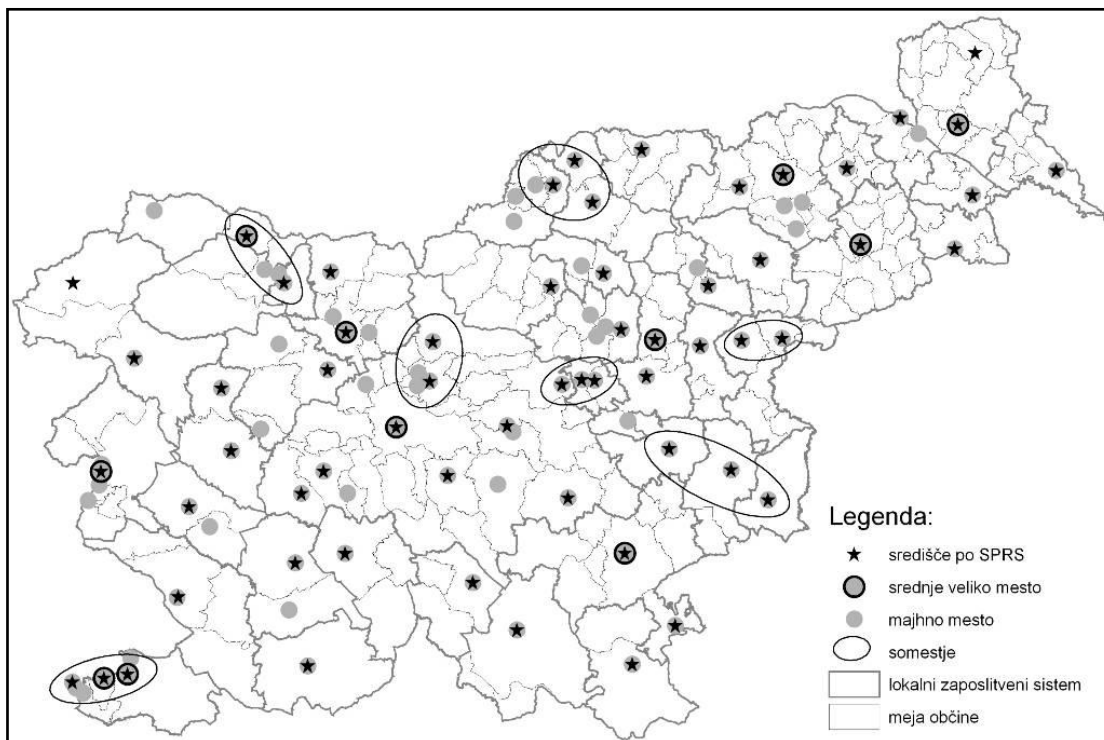 Legenda:
središče po SPRS
srednje veliko mesto
majhno mesto
somestje
lokalni zaposlitveni sistem
meja občine